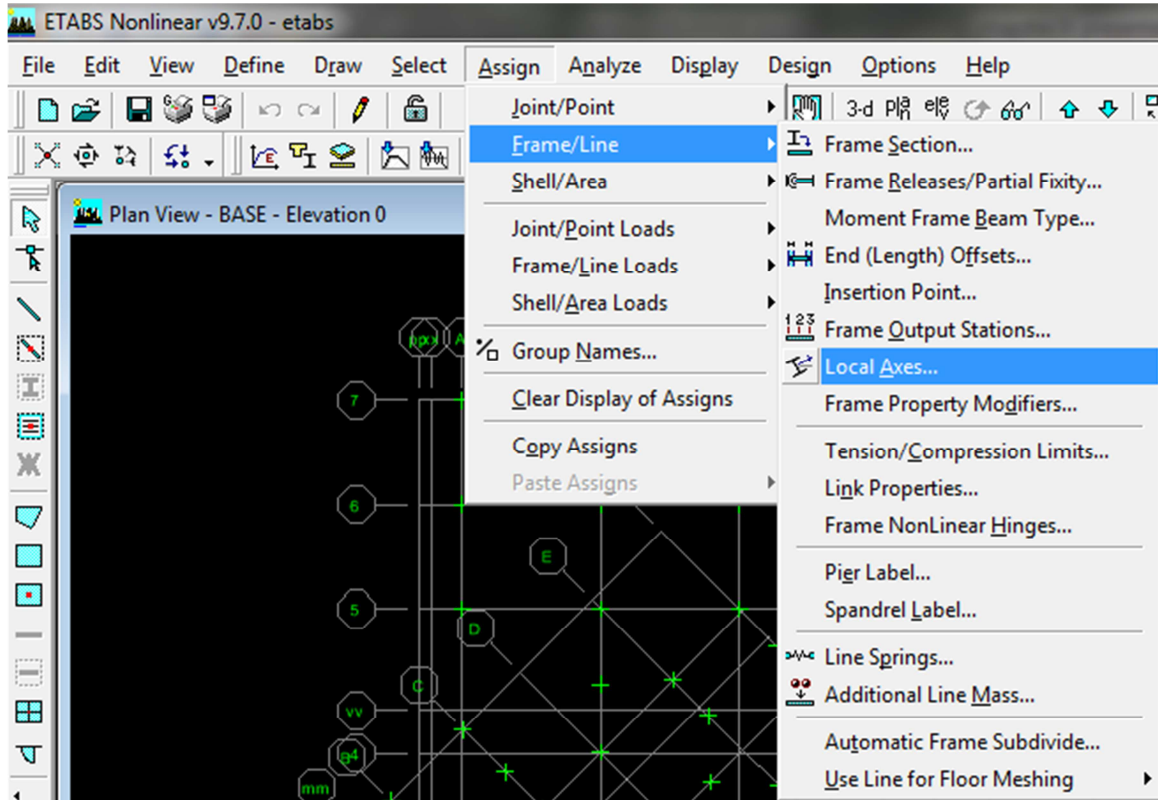 ETABS Nonlinear v9.7.0 - etabs
File Edit View Define Draw Select Assign Analyze Display Design Options Help
3-d
Plan View - BASE - Elevation 0
Joint/Point
Frame/Line
Shell/Area
Joint/Point Loads
Frame/Line Loads
Shell/Area Loads
Group Names...
Clear Display of Assigns
Copy Assigns
Paste Assigns
Frame Section...
Frame Releases/Partial Fixity...
Moment Frame Beam Type...
End (Length) Offsets...
Insertion Point...
123
Frame Output Stations...
Local Axes...
Frame Property Modifiers...
Tension/Compression Limits...
Link Properties...
Frame NonLinear Hinges...
Pier Label...
Spandrel Label...
Line Springs...
Additional Line Mass...
Automatic Frame Subdivide...
Use Line for Floor Meshing
A
7
6
E
5
D
C
vv
mm